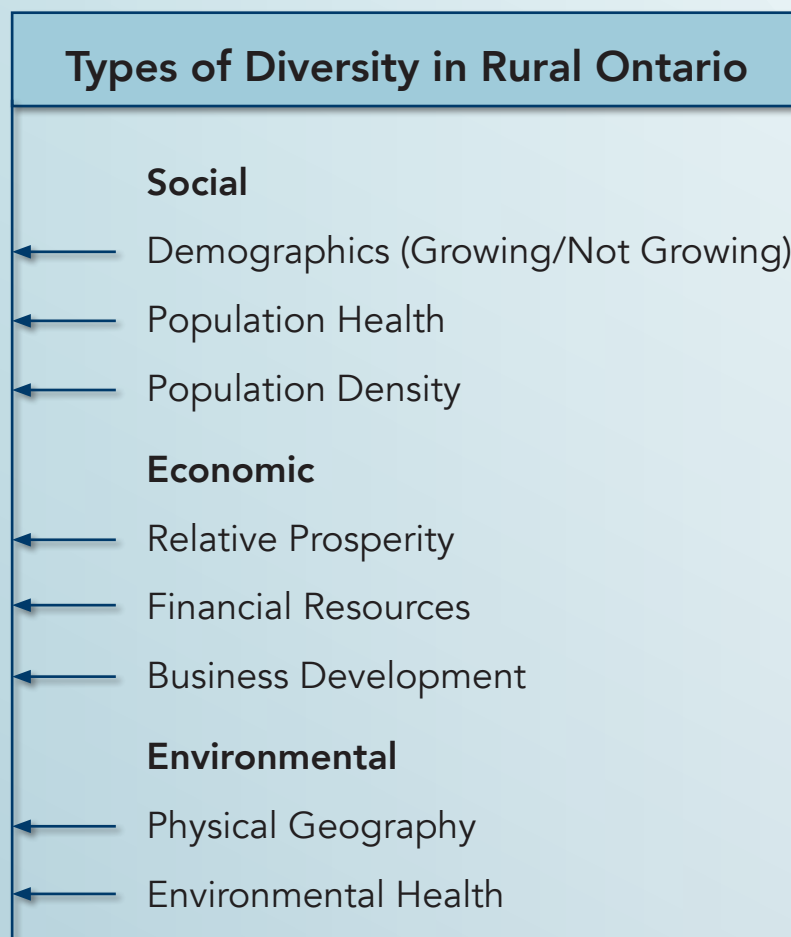 Types of Diversity in Rural Ontario
Social
Demographics (Growing/Not Growing)
Population Health
Population Density
Economic
Relative Prosperity
Financial Resources
Business Development
Environmental
Physical Geography
Environmental Health